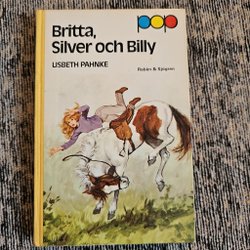 pop
Britta,
Silver och Billy
LISBETH PAHNKE
Rabén & Sjögren